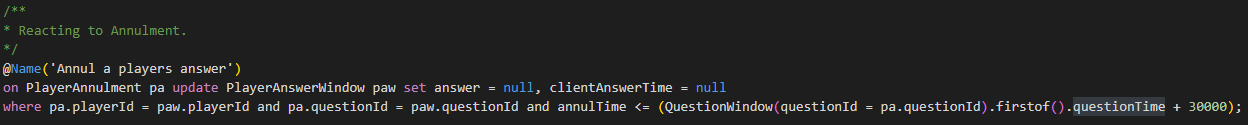 /**
* Reacting to Annulment.
*/
@Name('Annul a players answer')
on PlayerAnnulment pa update PlayerAnswerWindow paw set answer = null, clientAnswerTime = null
where pa.playerId = paw.playerId and pa.questionId = paw.questionId and annulTime <= (QuestionWindow(questionId = pa.questionId).firstof().questionTime + 30000);